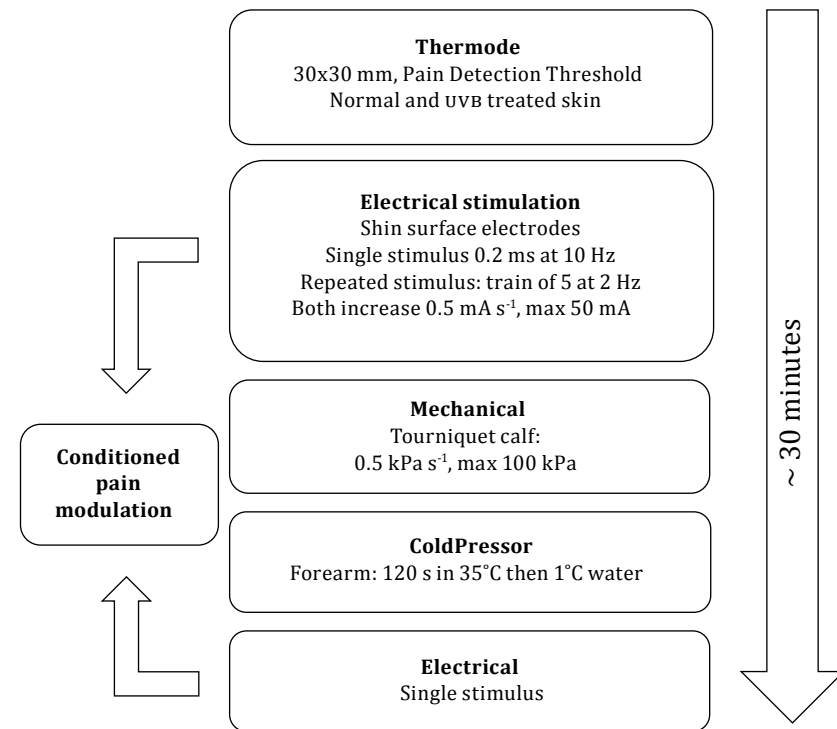 Thermode
30x30 mm, Pain Detection Threshold
Normal and UVB treated skin
Electrical stimulation
Shin surface electrodes
Single stimulus 0.2 ms at 10 Hz
Repeated stimulus: train of 5 at 2 Hz
Both increase 0.5 mA s⁻¹, max 50 mA
Mechanical
Tourniquet calf:
0.5 kPa s⁻¹, max 100 kPa
Conditioned
pain
modulation
ColdPressor
Forearm: 120 s in 35˚C then 1˚C water
Electrical
Single stimulus
~ 30 minutes